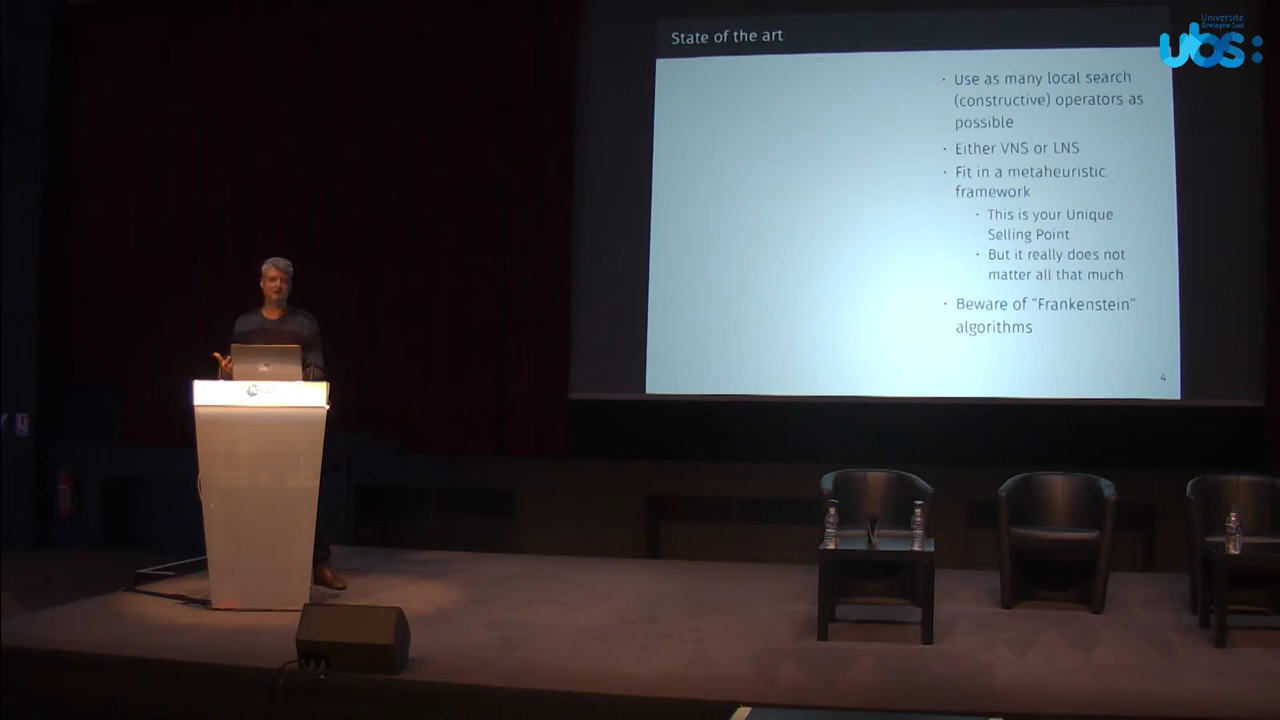 State of the art
· Use as many local search
(constructive) operators as
possible
· Either VNS or LNS
· Fit in a metaheuristic
framework
· This is your Unique
Selling Point
· But it really does not
matter all that much
· Beware of "Frankenstein"
algorithms
4
Université
Bretagne Sud
ubs: